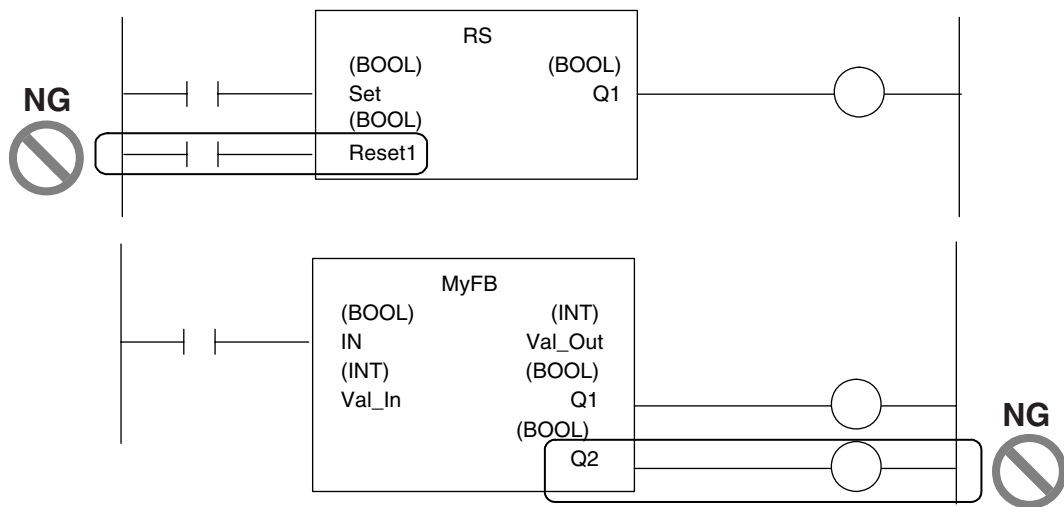 RS
(BOOL) (BOOL)
Set Q1
(BOOL)
Reset1
NG
MyFB
(BOOL) (INT)
IN Val_Out
(INT) (BOOL)
Val_In Q1
(BOOL)
Q2
NG